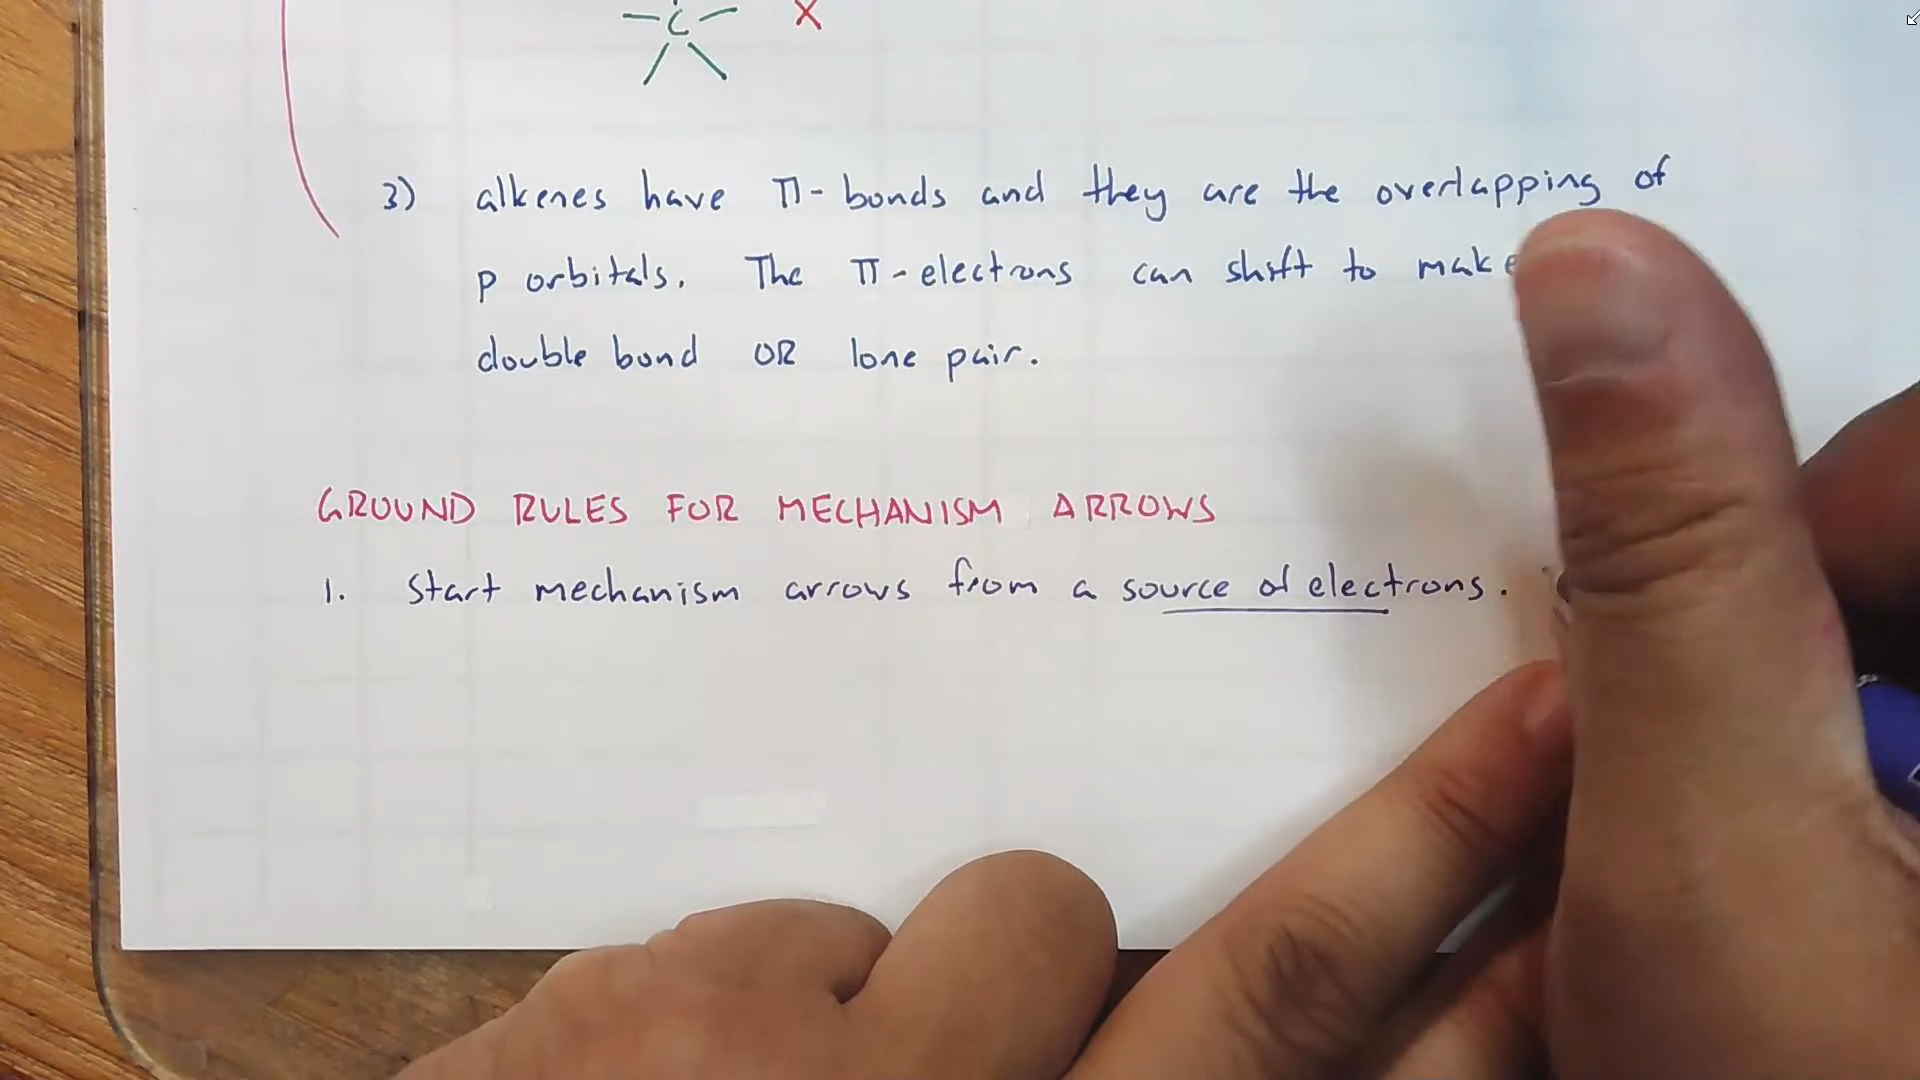 C X
3) alkenes have π-bonds and they are the overlapping of
p orbitals. The π-electrons can shift to make
double bond OR lone pair.
GROUND RULES FOR MECHANISM ARROWS
1. Start mechanism arrows from a source of electrons.